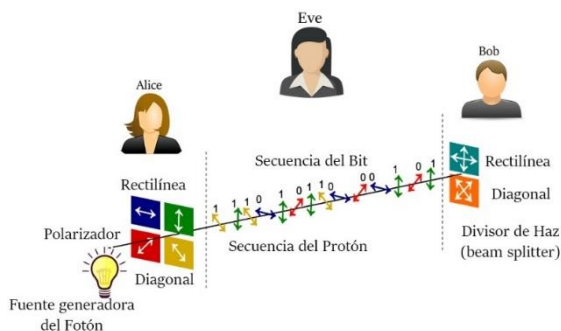 Eve
Alice
Bob
Secuencia del Bit
1 1 1 0 1 0 1 1 0 0 0 1 0 1
Rectilínea
Rectilínea
Diagonal
Polarizador
Secuencia del Protón
Divisor de Haz
(beam splitter)
Diagonal
Fuente generadora
del Fotón